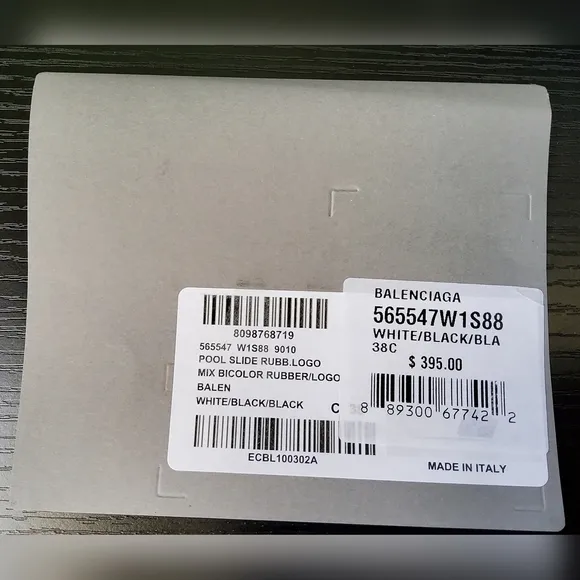 8098768719
565547 W1S88 9010
POOL SLIDE RUBB.LOGO
MIX BICOLOR RUBBER/LOGO
BALEN
WHITE/BLACK/BLACK
ECBL100302A
MADE IN ITALY
BALENCIAGA
565547W1S88
WHITE/BLACK/BLA
38C
$ 395.00
8 89300 67742 2